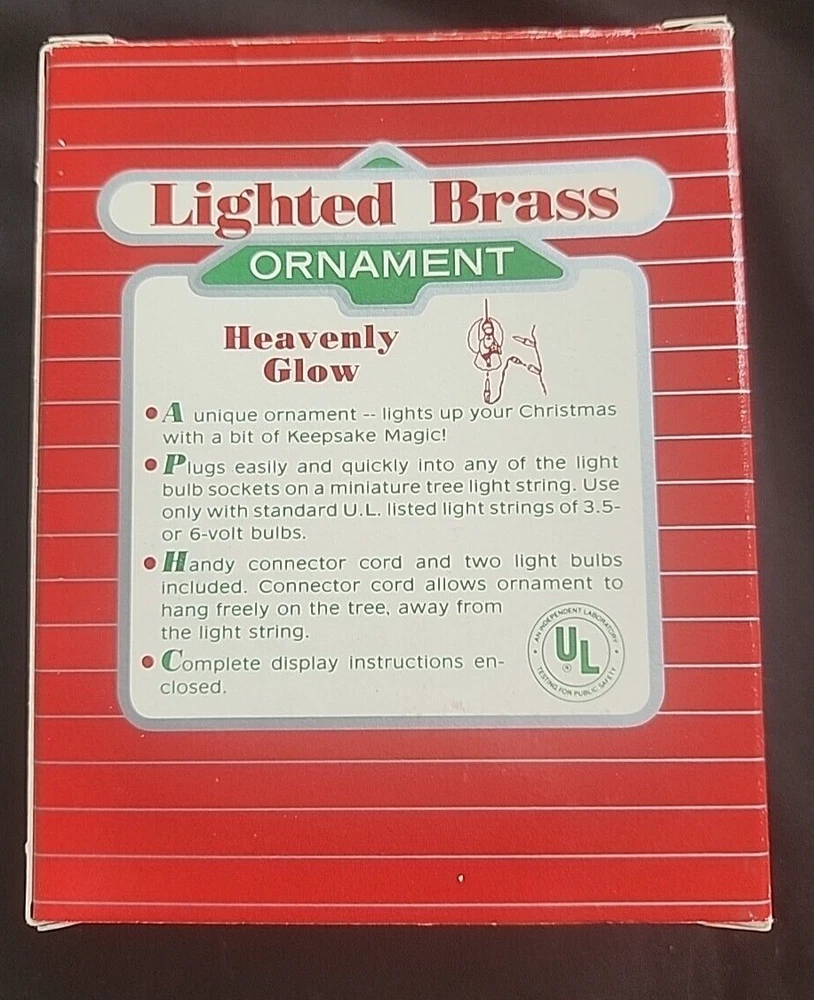 Lighted Brass
ORNAMENT
Heavenly
Glow
• A unique ornament -- lights up your Christmas
with a bit of Keepsake Magic!
• Plugs easily and quickly into any of the light
bulb sockets on a miniature tree light string. Use
only with standard U.L. listed light strings of 3.5-
or 6-volt bulbs.
• Handy connector cord and two light bulbs
included. Connector cord allows ornament to
hang freely on the tree, away from
the light string.
• Complete display instructions en-
closed.
AN INDEPENDENT LABORATORY
UL
®
TESTING FOR PUBLIC SAFETY